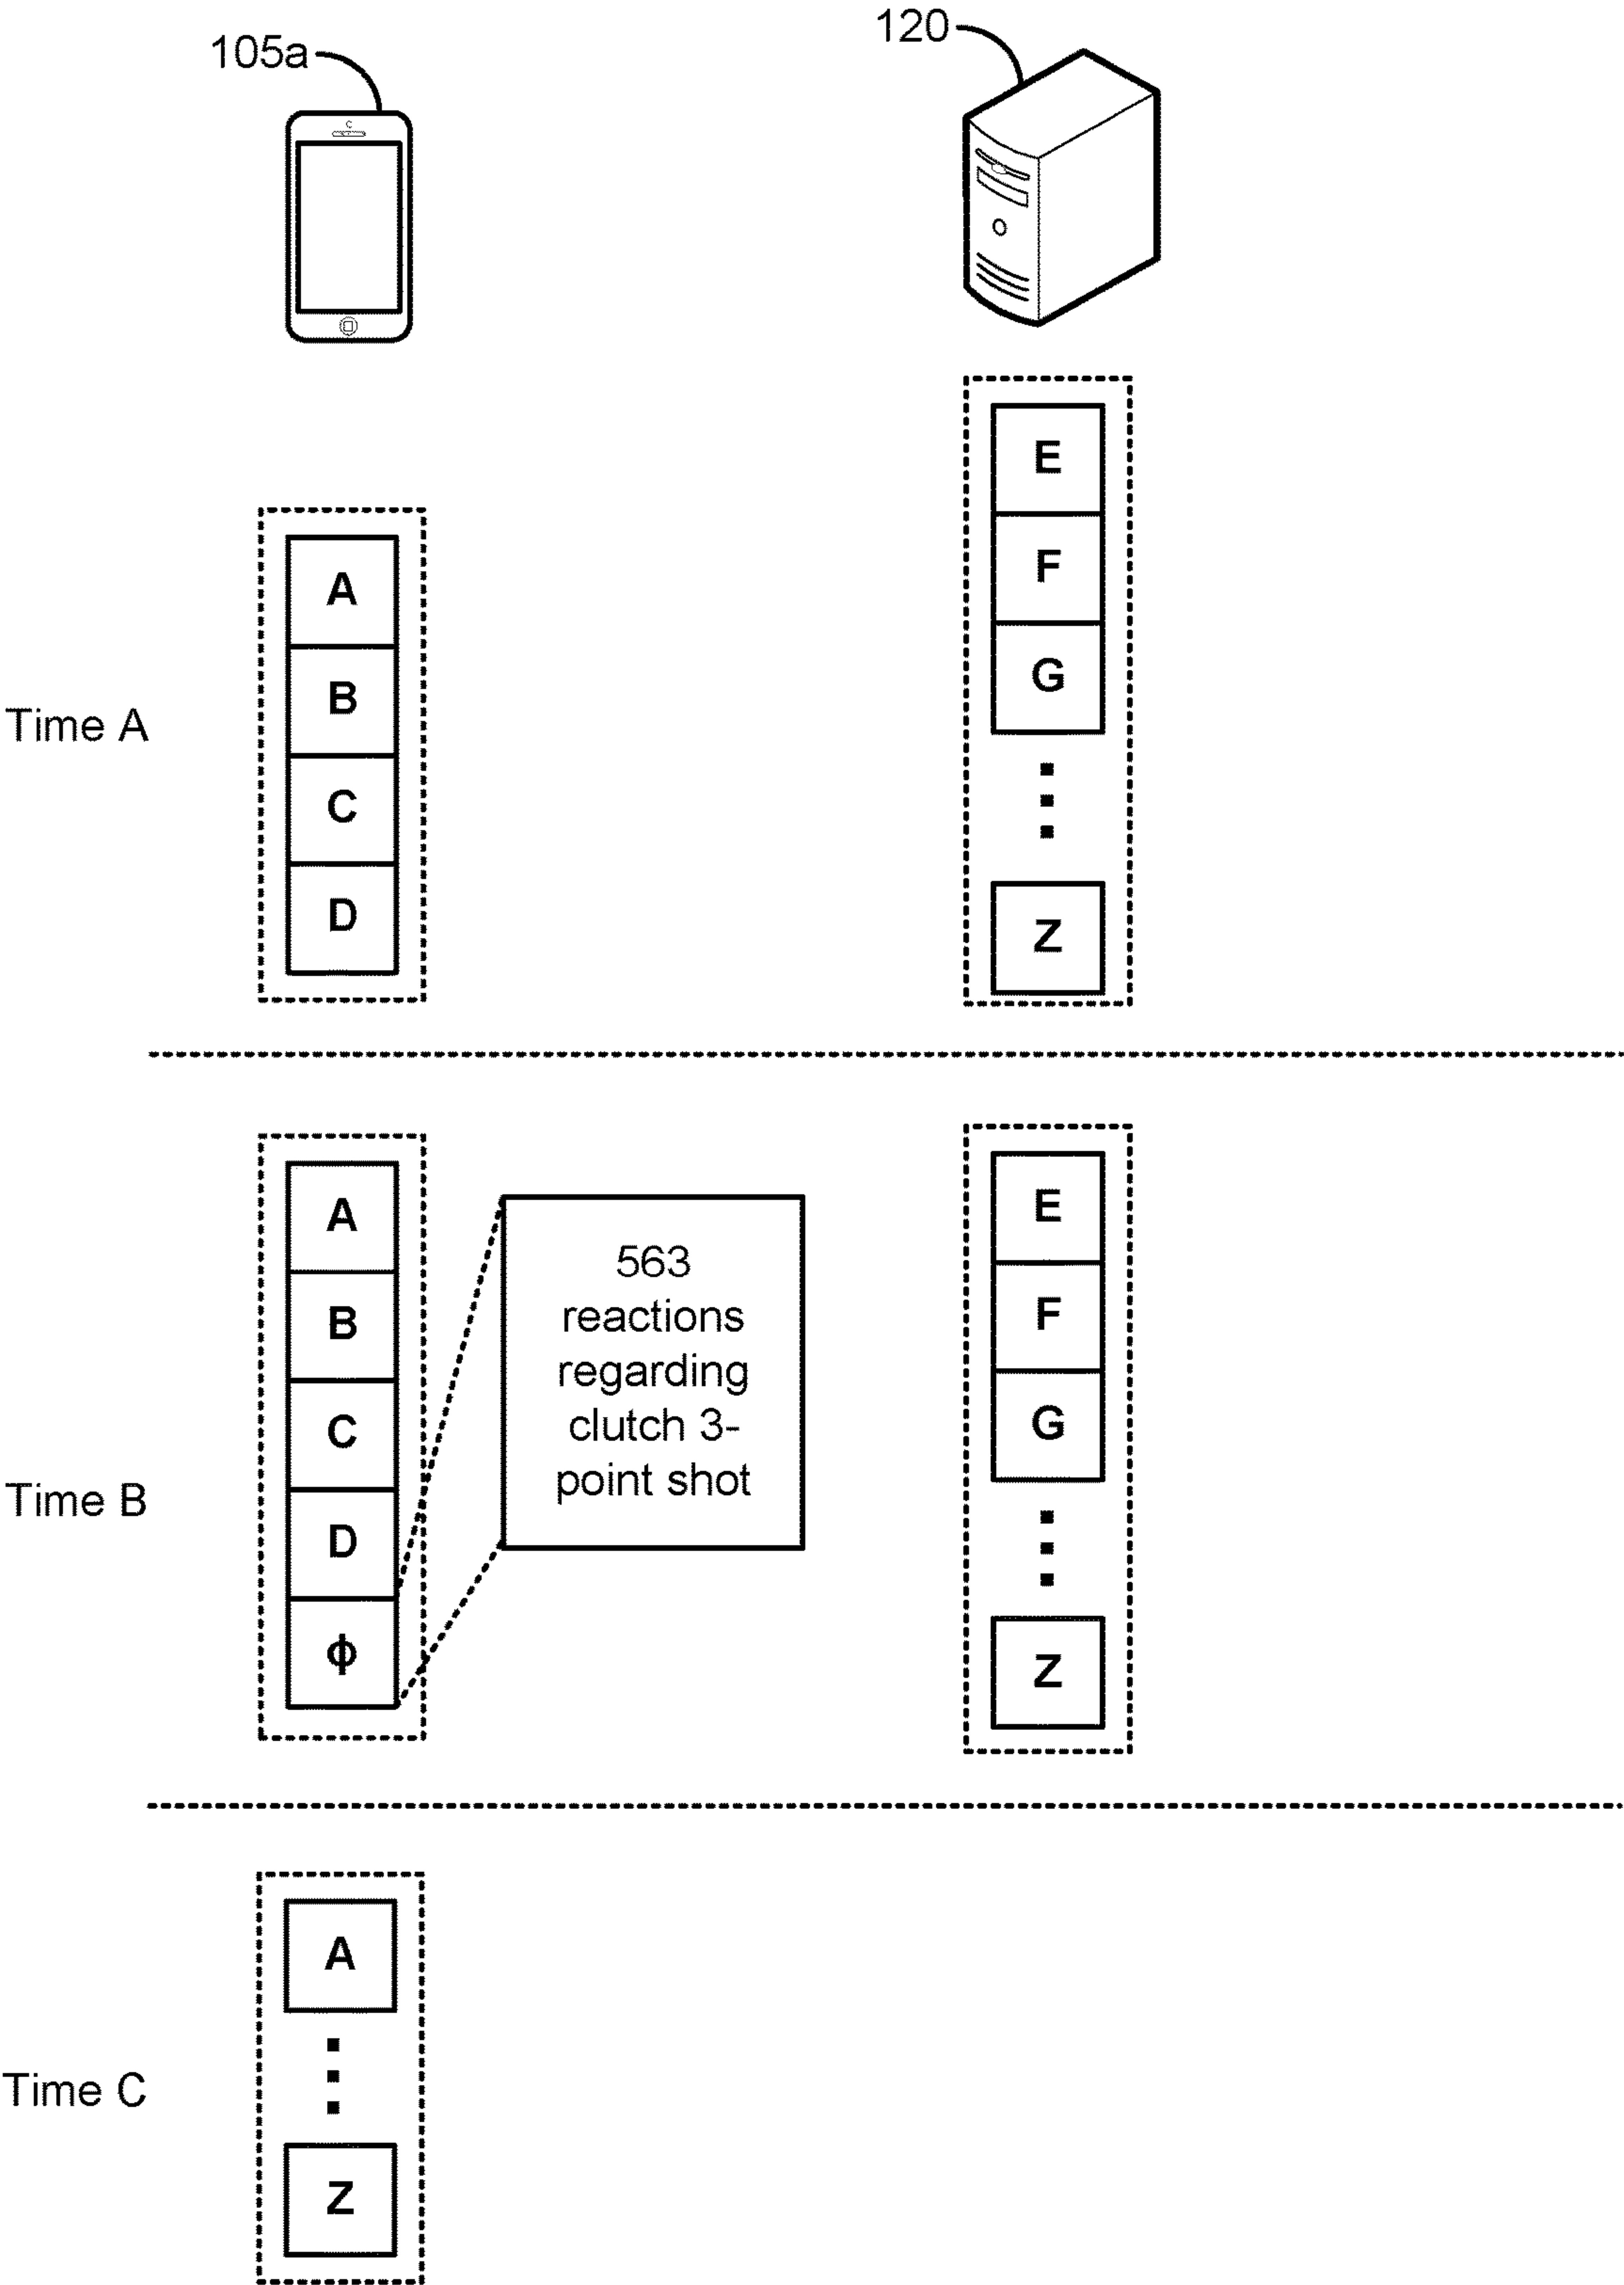 105a
120
E
F
G
Z
Time A
A
B
C
D
Time B
A
B
C
D
ϕ
563
reactions
regarding
clutch 3-
point shot
E
F
G
Z
Time C
A
Z